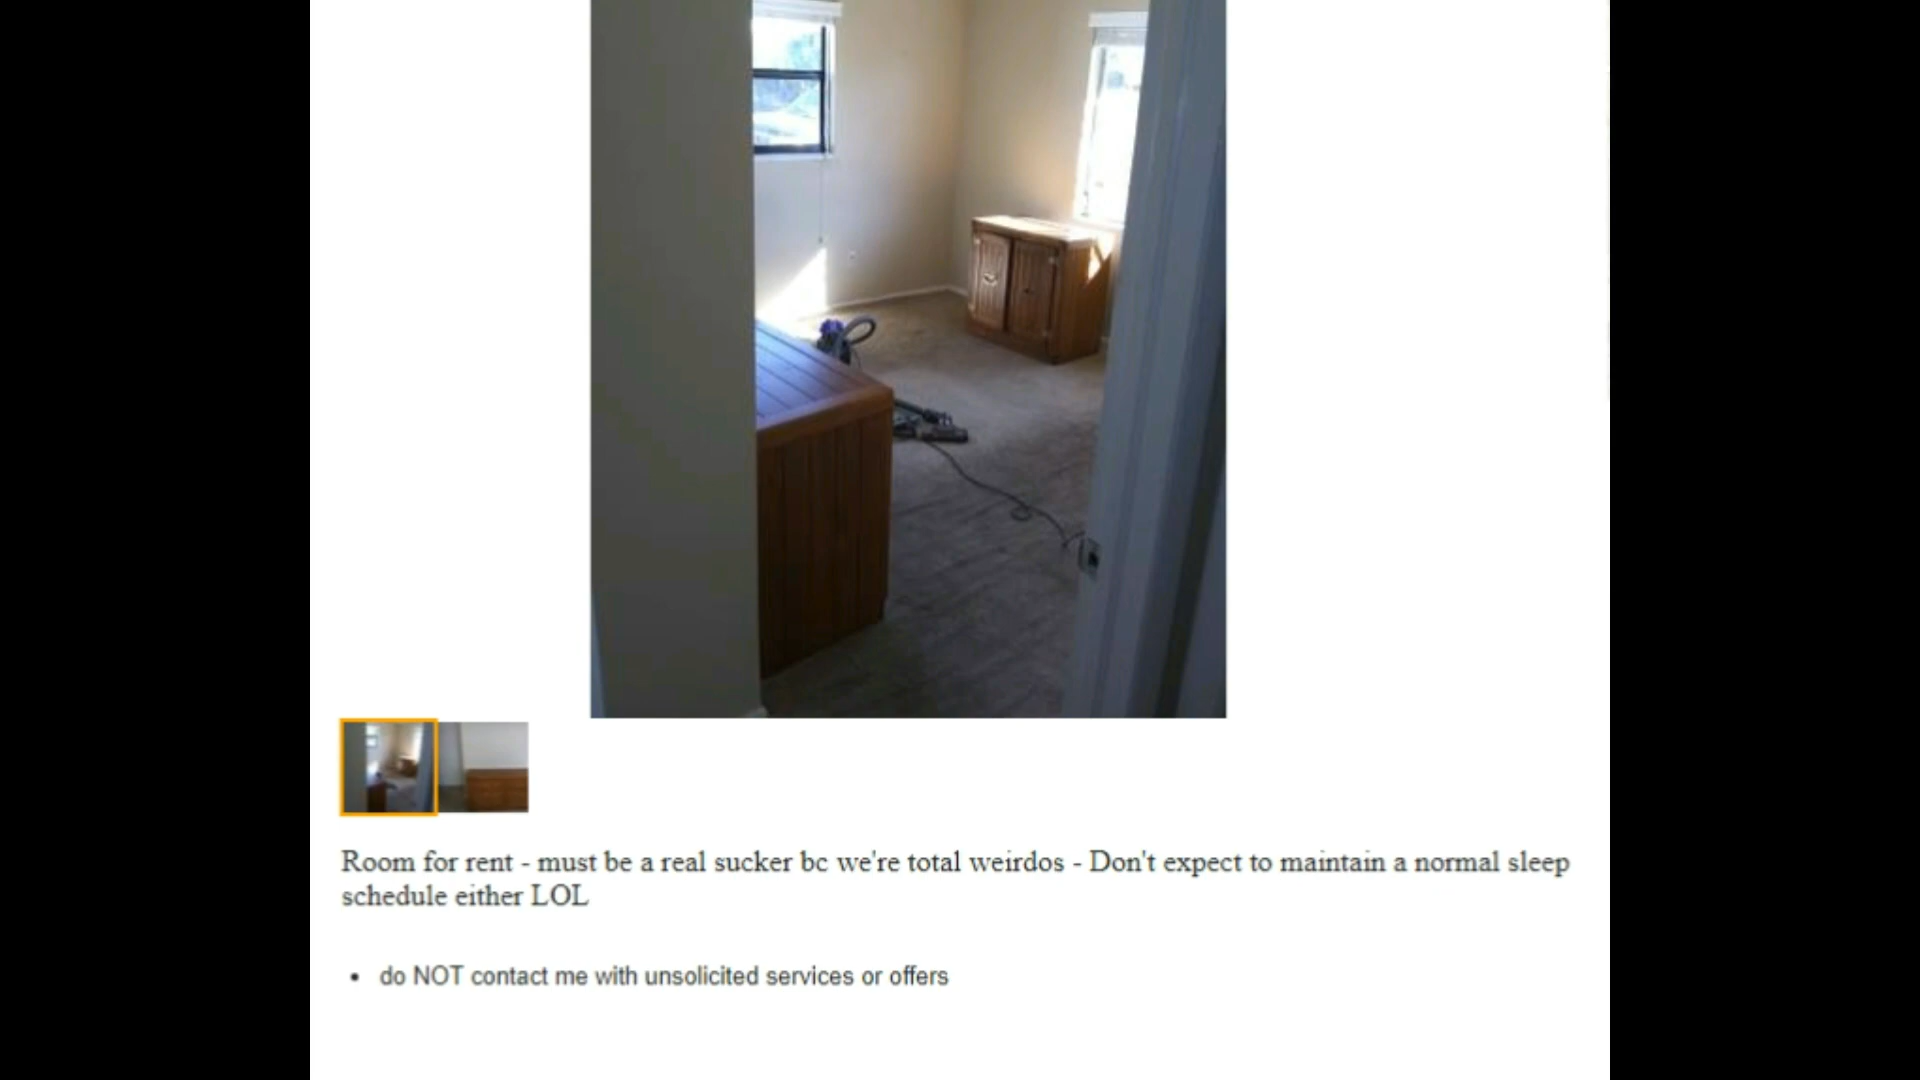 Room for rent - must be a real sucker bc we're total weirdos - Don't expect to maintain a normal sleep
schedule either LOL
• do NOT contact me with unsolicited services or offers